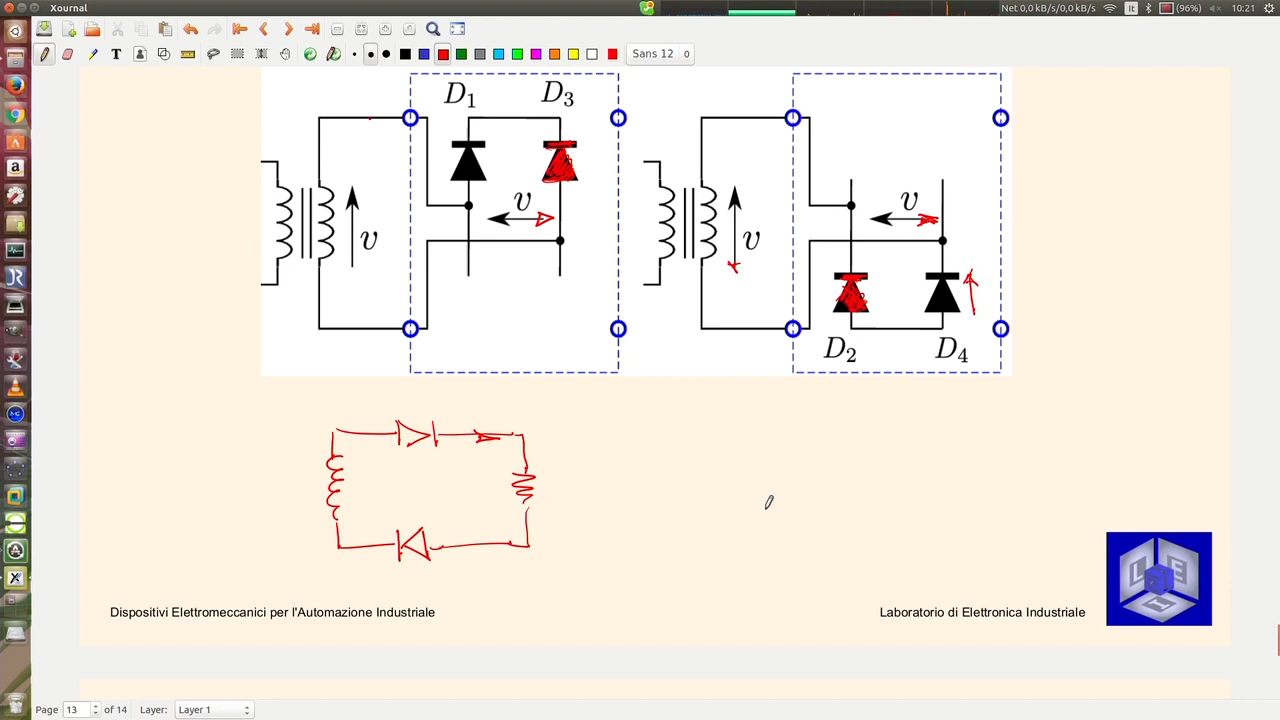 Xournal
Net 0,0 kB/s/0,0 kB/s It (96%) 10:21
T Sans 12 0
D1 D3
v v v v
D2 D4
Dispositivi Elettromeccanici per l'Automazione Industriale
Laboratorio di Elettronica Industriale
L E
Page 13 of 14 Layer: Layer 1